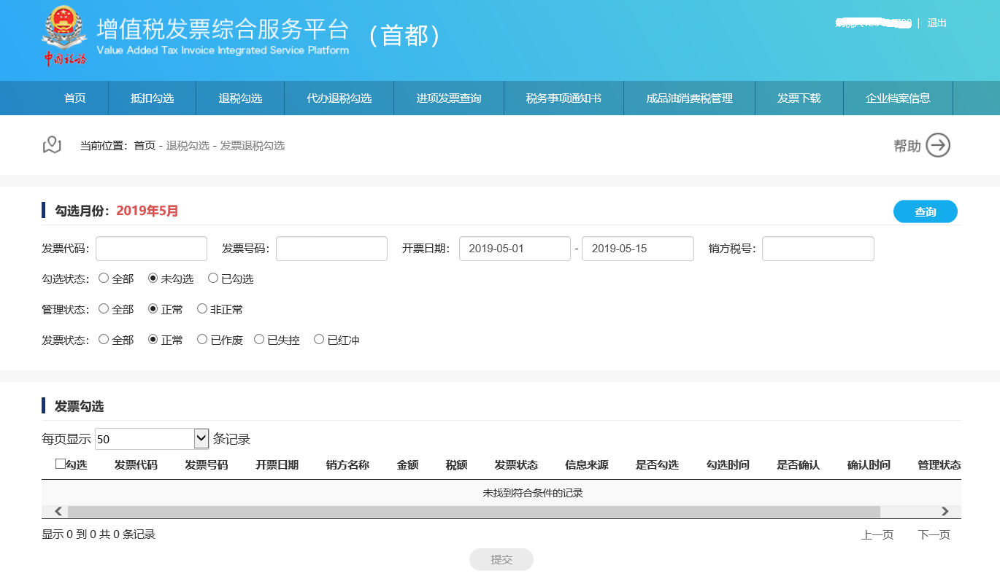 增值税发票综合服务平台 （首都）
Value Added Tax Invoice Integrated Service Platform
中国税务
| 退出
首页 抵扣勾选 退税勾选 代办退税勾选 进项发票查询 税务事项通知书 成品油消费税管理 发票下载 企业档案信息
当前位置：首页 - 退税勾选 - 发票退税勾选 帮助
勾选月份：2019年5月 查询
发票代码： 发票号码： 开票日期： 2019-05-01 - 2019-05-15 销方税号：
勾选状态： 全部 未勾选 已勾选
管理状态： 全部 正常 非正常
发票状态： 全部 正常 已作废 已失控 已红冲
发票勾选
每页显示 50 条记录
勾选 发票代码 发票号码 开票日期 销方名称 金额 税额 发票状态 信息来源 是否勾选 勾选时间 是否确认 确认时间 管理状态
未找到符合条件的记录
显示 0 到 0 共 0 条记录 上一页 下一页
提交